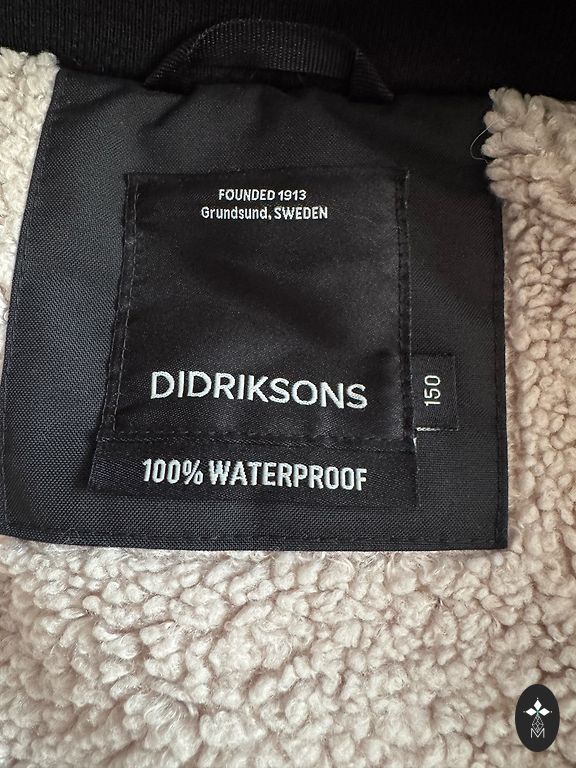 FOUNDED 1913
Grundsund, SWEDEN
DIDRIKSONS
150
100% WATERPROOF
M